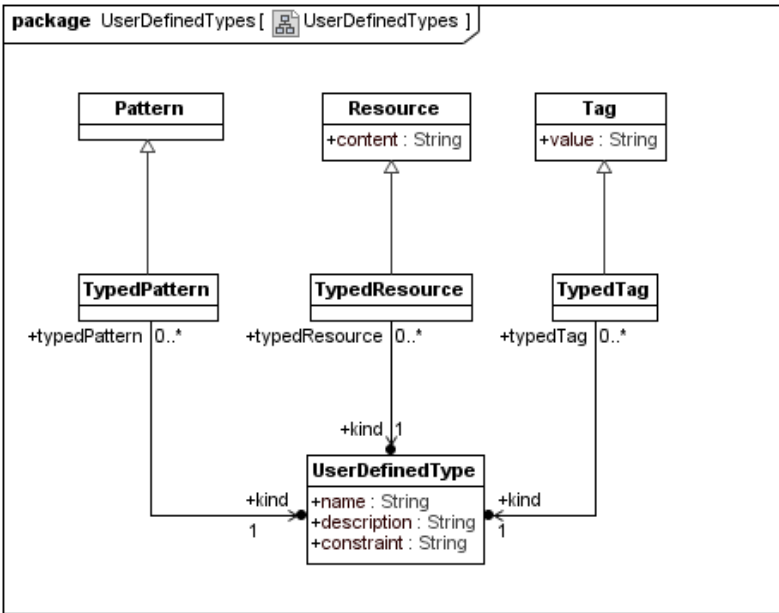 package UserDefinedTypes [ UserDefinedTypes ]
Pattern
Resource
+content : String
Tag
+value : String
TypedPattern
TypedResource
TypedTag
+typedPattern 0..*
+typedResource 0..*
+typedTag 0..*
+kind 1
UserDefinedType
+name : String
+description : String
+constraint : String
+kind
1
+kind
1